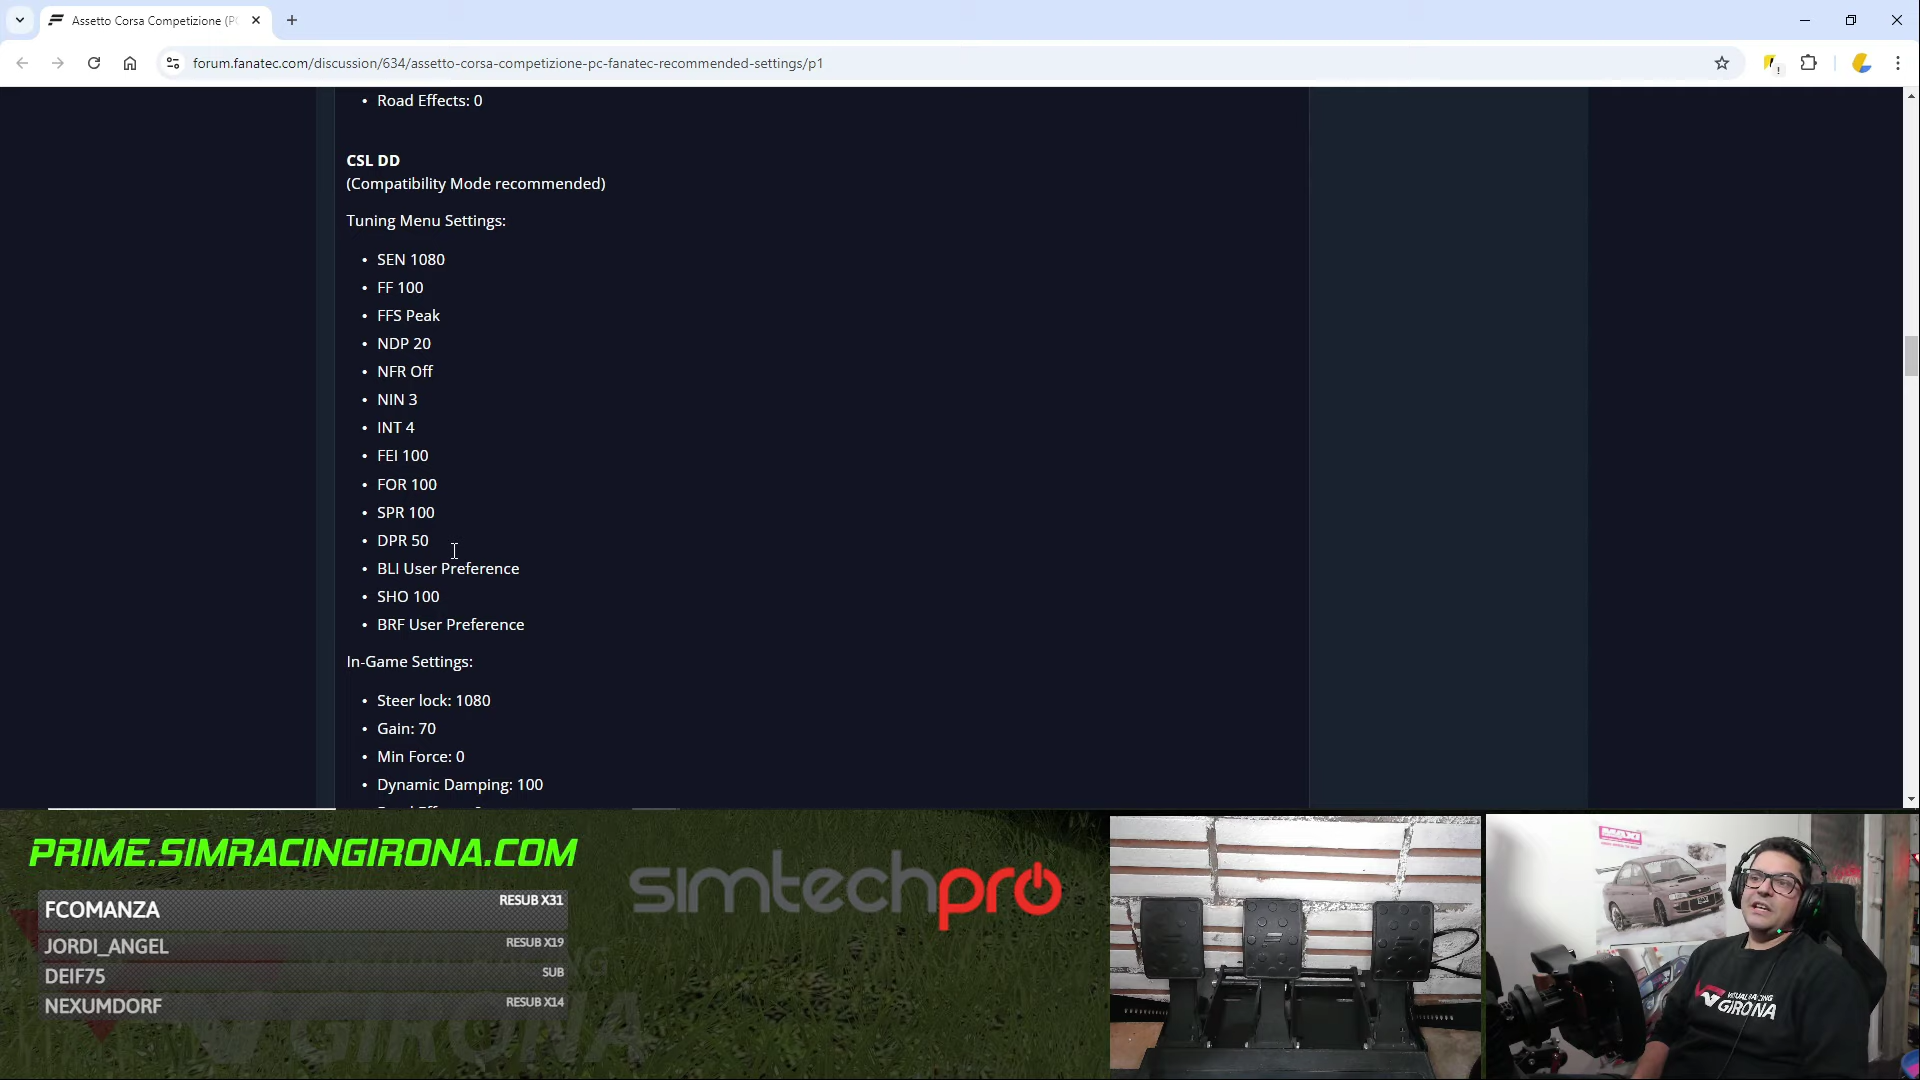 Assetto Corsa Competizione (P
forum.fanatec.com/discussion/634/assetto-corsa-competizione-pc-fanatec-recommended-settings/p1
• Road Effects: 0
CSL DD
(Compatibility Mode recommended)
Tuning Menu Settings:
• SEN 1080
• FF 100
• FFS Peak
• NDP 20
• NFR Off
• NIN 3
• INT 4
• FEI 100
• FOR 100
• SPR 100
• DPR 50
• BLI User Preference
• SHO 100
• BRF User Preference
In-Game Settings:
• Steer lock: 1080
• Gain: 70
• Min Force: 0
• Dynamic Damping: 100
PRIME.SIMRACINGIRONA.COM
FCOMANZA RESUB X31
JORDI_ANGEL RESUB X19
DEIF75 SUB
NEXUMDORF RESUB X14
simtechpro
GIRONA
MAXI
VIRTUAL RACING
GIRONA